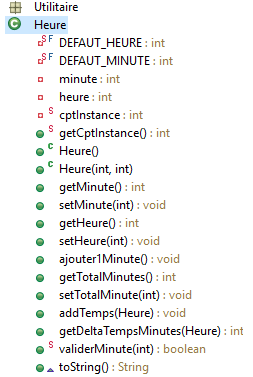 Utilitaire
C Heure
S F DEFAUT_HEURE : int
S F DEFAUT_MINUTE : int
minute : int
heure : int
S cptInstance : int
S getCptInstance() : int
C Heure()
C Heure(int, int)
getMinute() : int
setMinute(int) : void
getHeure() : int
setHeure(int) : void
ajouter1Minute() : void
getTotalMinutes() : int
setTotalMinute(int) : void
addTemps(Heure) : void
getDeltaTempsMinutes(Heure) : int
S validerMinute(int) : boolean
toString() : String